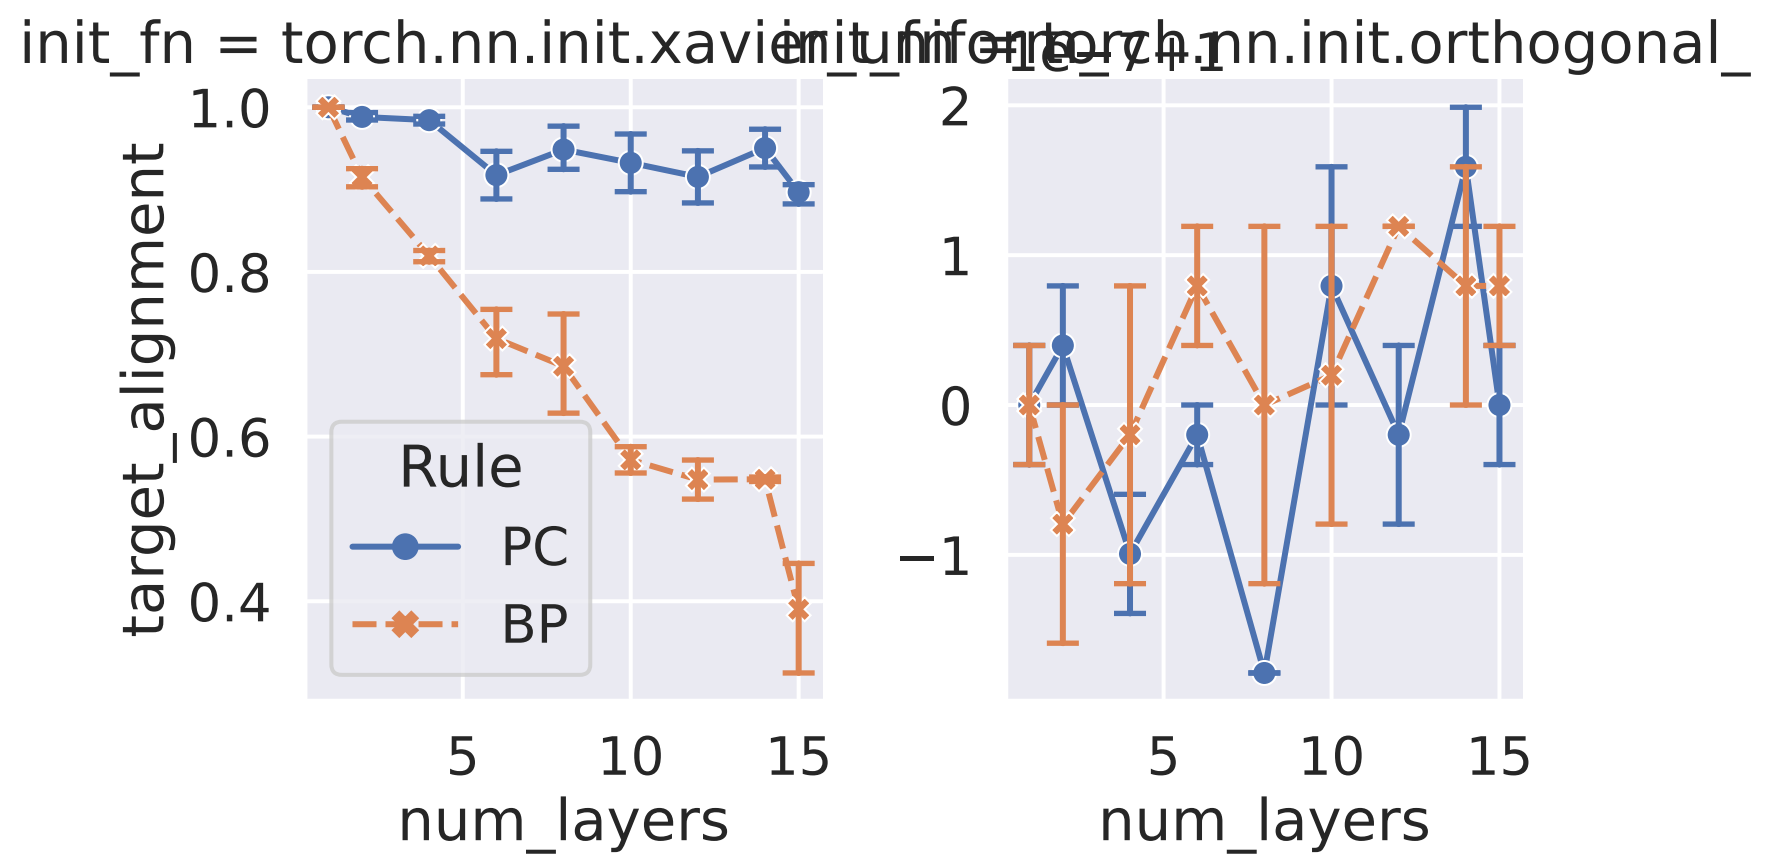 init_fn = torch.nn.init.xavier_uniform_
init_fn = torch.nn.init.orthogonal_
1e−7+1
target_alignment
1.0
0.8
0.6
0.4
Rule
PC
BP
5 10 15
num_layers
2
1
0
−1
5 10 15
num_layers